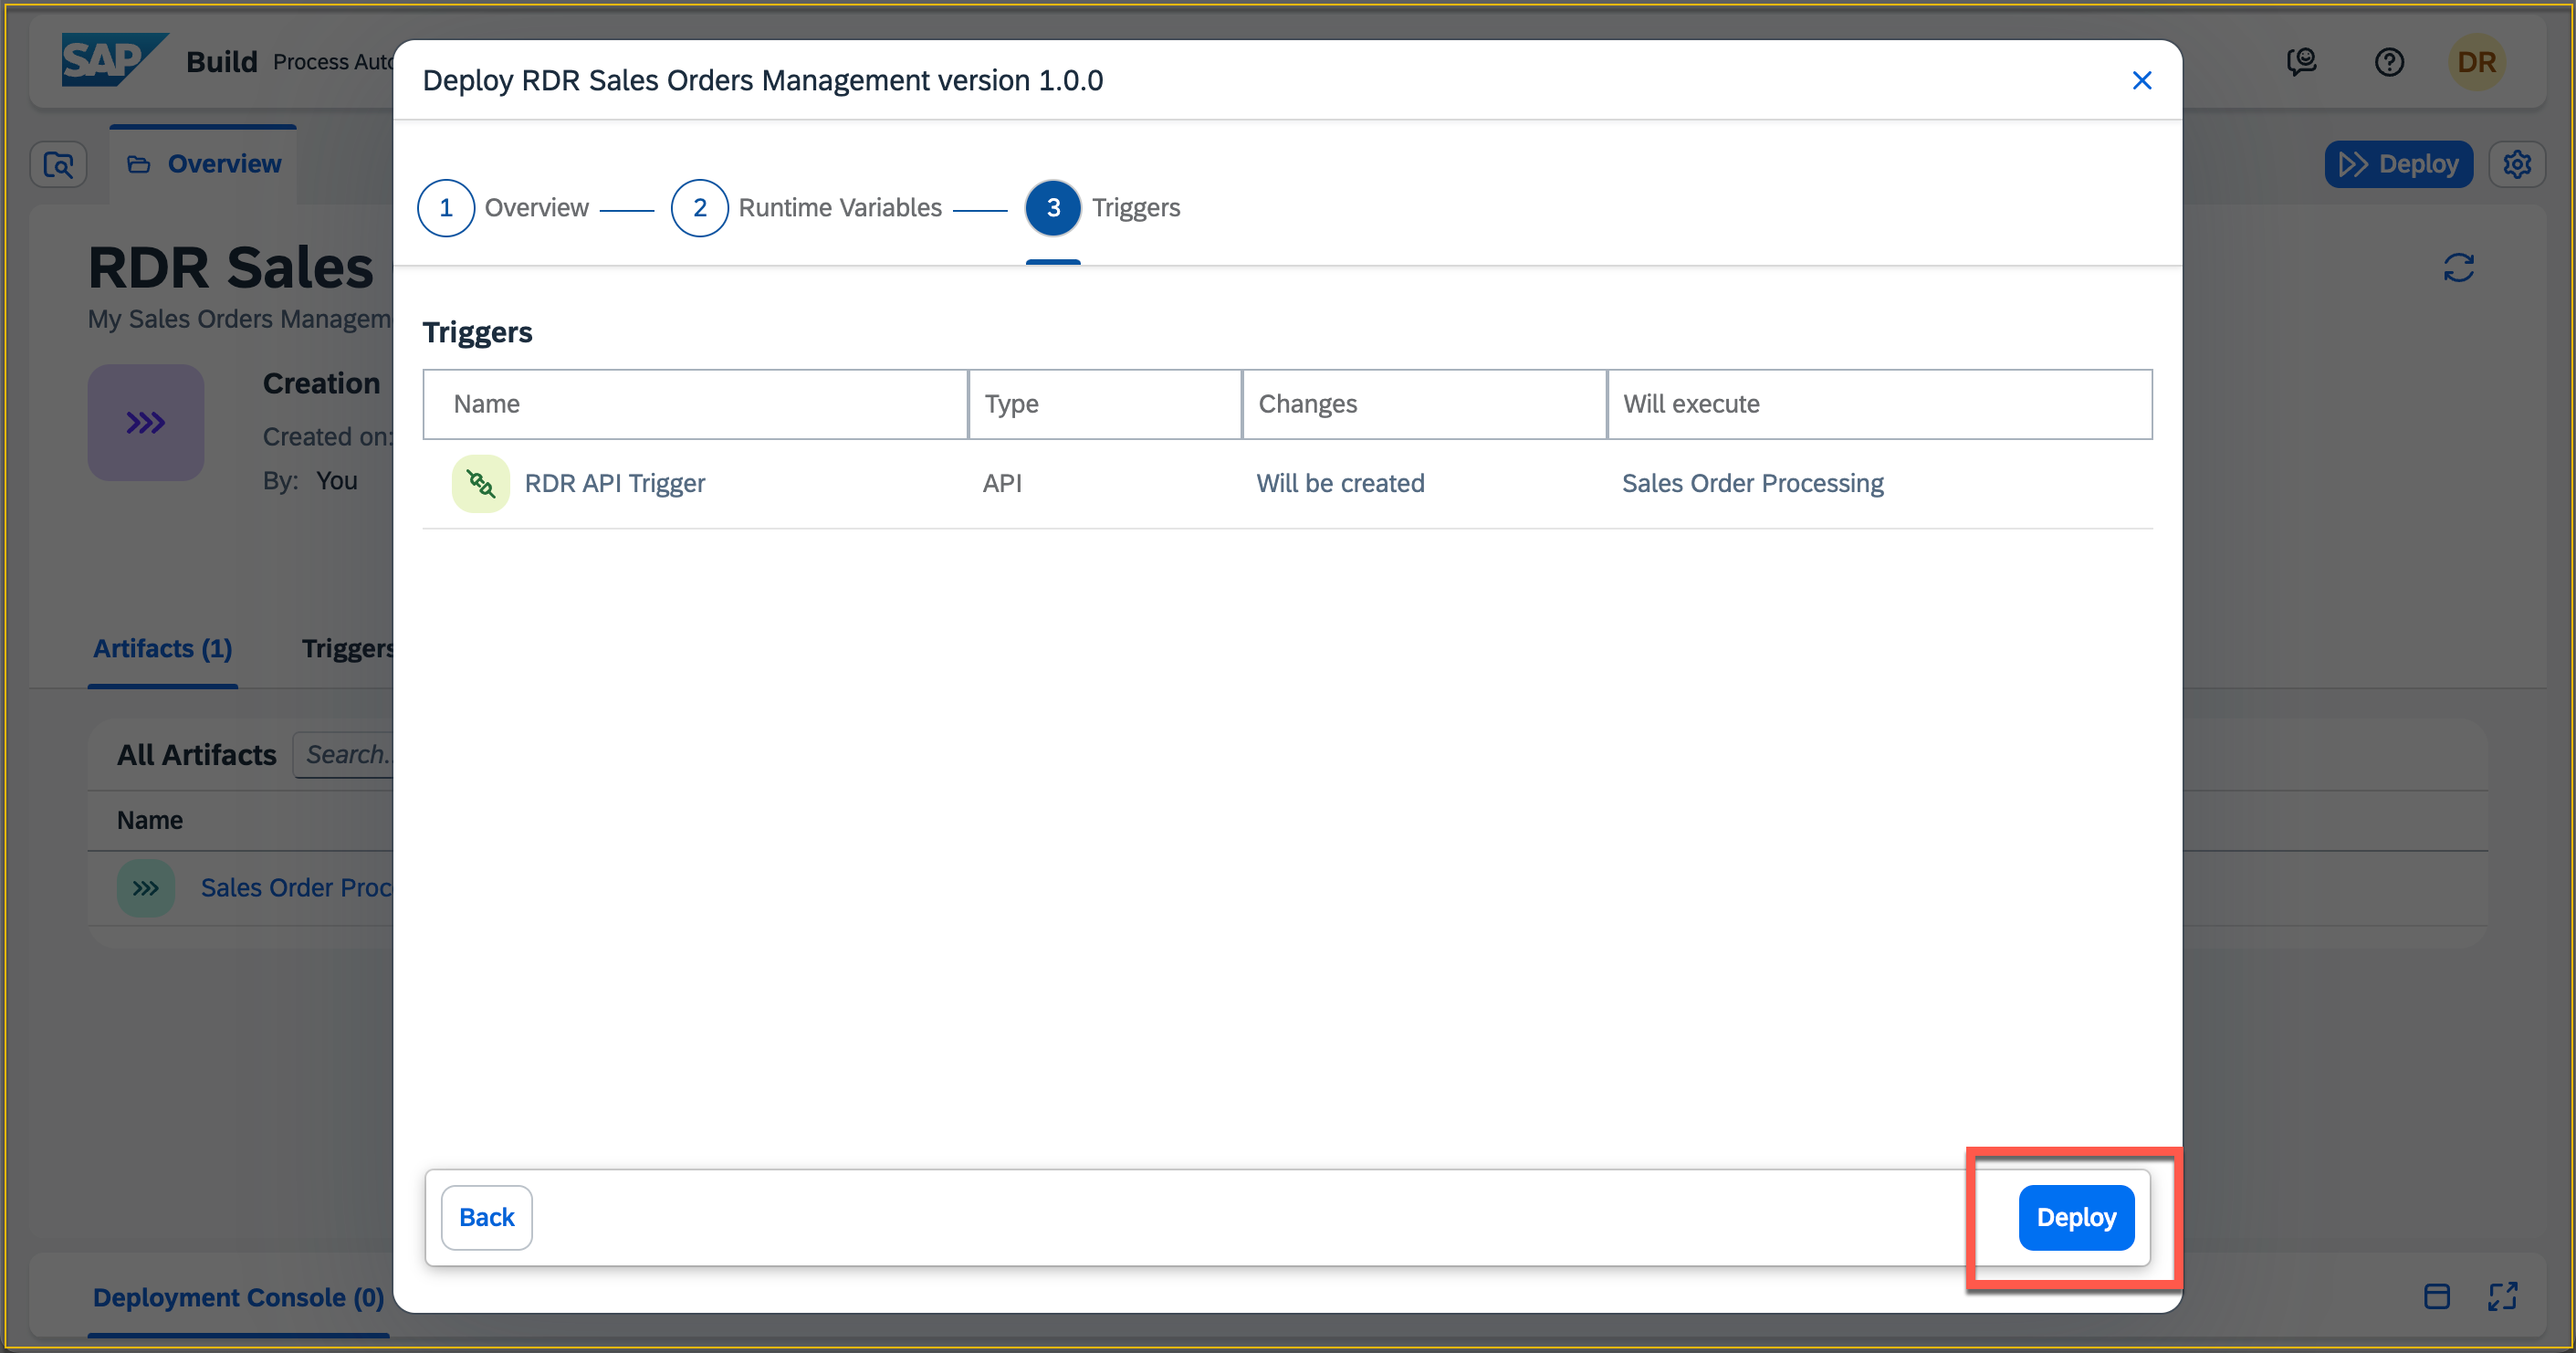 SAP Build Process Auto
DR
Deploy RDR Sales Orders Management version 1.0.0
Overview
Deploy
1 Overview 2 Runtime Variables 3 Triggers
RDR Sales
My Sales Orders Managem
Creation
Created on:
By: You
Triggers
Name Type Changes Will execute
RDR API Trigger API Will be created Sales Order Processing
Artifacts (1) Triggers
All Artifacts Search..
Name
Sales Order Proc
Back Deploy
Deployment Console (0)